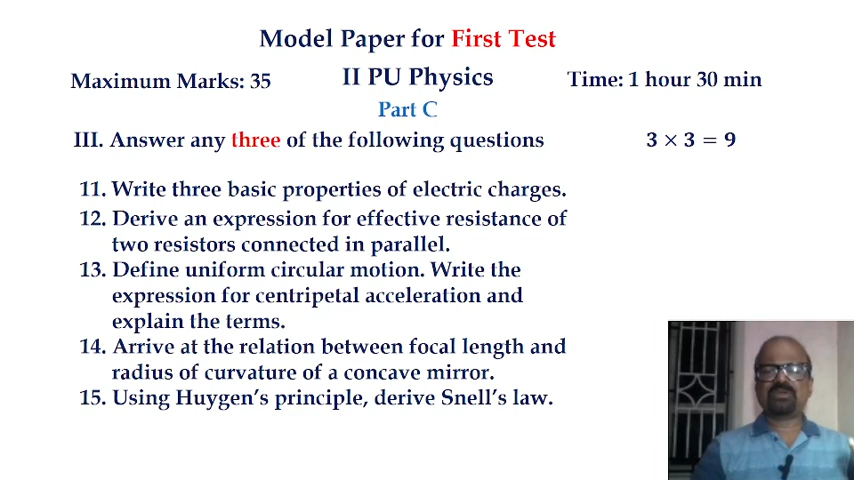 Model Paper for First Test
Maximum Marks: 35 II PU Physics Time: 1 hour 30 min
Part C
III. Answer any three of the following questions 3 × 3 = 9
11. Write three basic properties of electric charges.
12. Derive an expression for effective resistance of
two resistors connected in parallel.
13. Define uniform circular motion. Write the
expression for centripetal acceleration and
explain the terms.
14. Arrive at the relation between focal length and
radius of curvature of a concave mirror.
15. Using Huygen's principle, derive Snell's law.